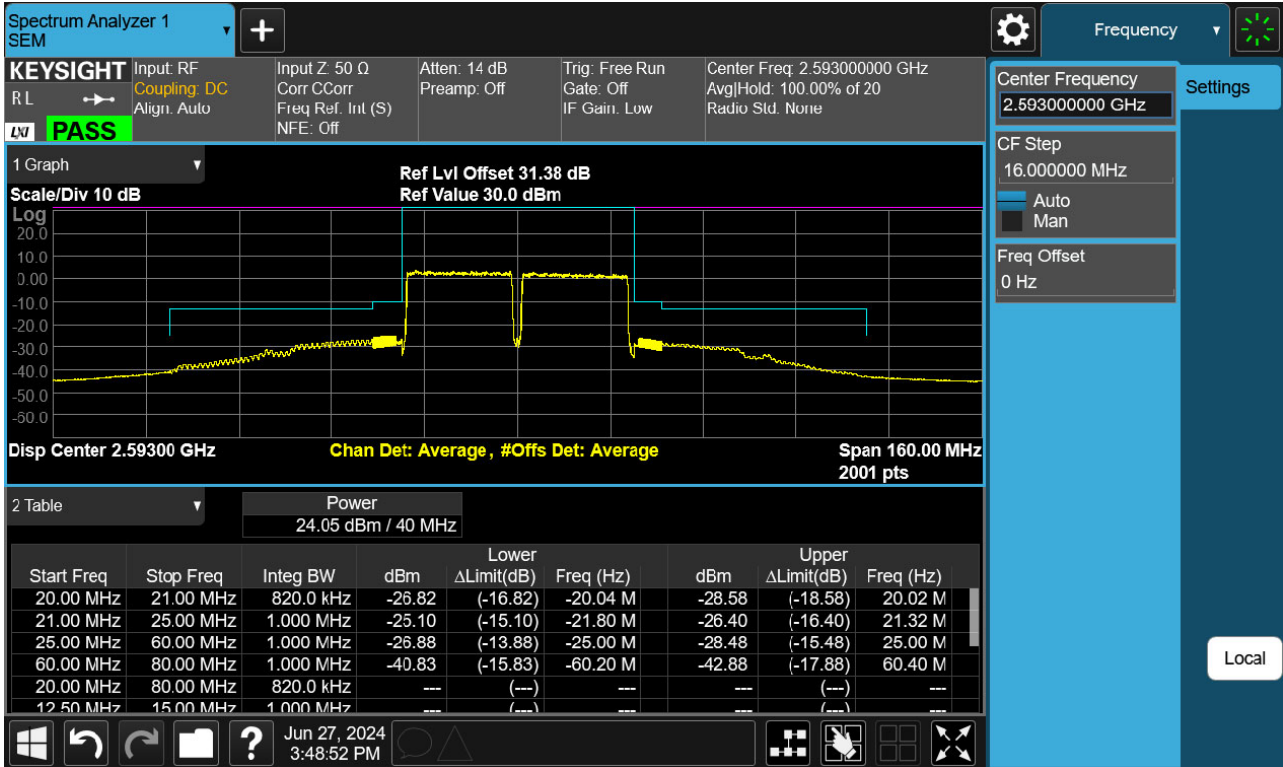 Spectrum Analyzer 1
SEM
Frequency
KEYSIGHT
RL
LXI
PASS
Input: RF
Coupling: DC
Align: Auto
Input Z: 50 Ω
Corr CCorr
Freq Ref: Int (S)
NFE: Off
Atten: 14 dB
Preamp: Off
Trig: Free Run
Gate: Off
IF Gain: Low
Center Freq: 2.593000000 GHz
Avg|Hold: 100.00% of 20
Radio Std: None
Center Frequency
2.593000000 GHz
Settings
CF Step
16.000000 MHz
Auto
Man
Freq Offset
0 Hz
1 Graph
Ref Lvl Offset 31.38 dB
Scale/Div 10 dB
Ref Value 30.0 dBm
Log
20.0
10.0
0.00
-10.0
-20.0
-30.0
-40.0
-50.0
-60.0
Disp Center 2.59300 GHz
Chan Det: Average , #Offs Det: Average
Span 160.00 MHz
2001 pts
2 Table
Power
24.05 dBm / 40 MHz
Lower Upper
Start Freq Stop Freq Integ BW dBm ΔLimit(dB) Freq (Hz) dBm ΔLimit(dB) Freq (Hz)
20.00 MHz 21.00 MHz 820.0 kHz -26.82 (-16.82) -20.04 M -28.58 (-18.58) 20.02 M
21.00 MHz 25.00 MHz 1.000 MHz -25.10 (-15.10) -21.80 M -26.40 (-16.40) 21.32 M
25.00 MHz 60.00 MHz 1.000 MHz -26.88 (-13.88) -25.00 M -28.48 (-15.48) 25.00 M
60.00 MHz 80.00 MHz 1.000 MHz -40.83 (-15.83) -60.20 M -42.88 (-17.88) 60.40 M
20.00 MHz 80.00 MHz 820.0 kHz --- (---) --- --- (---) ---
12.50 MHz 15.00 MHz 1.000 MHz --- (---) --- --- (---) ---
Local
?
Jun 27, 2024
3:48:52 PM